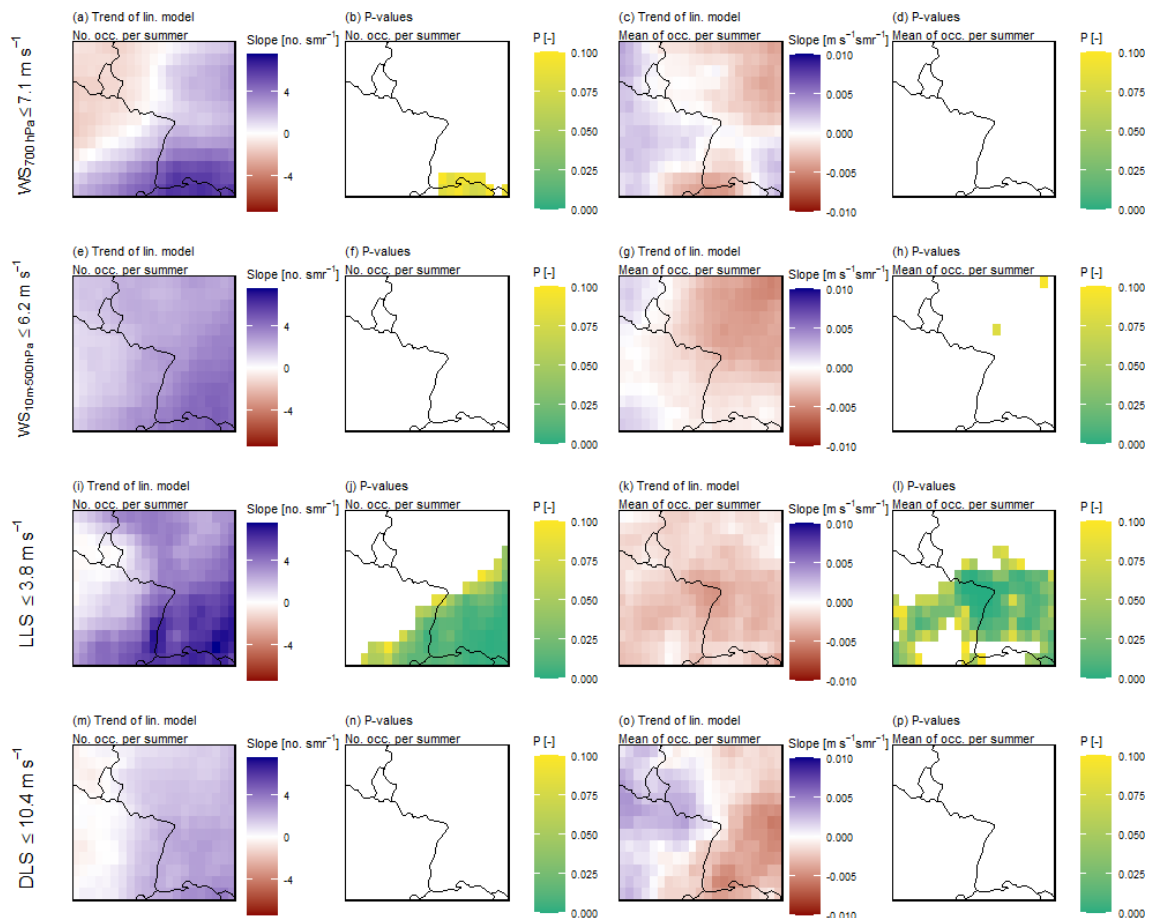 WS700 hPa ≤ 7.1 m s⁻¹
(a) Trend of lin. model
No. occ. per summer
Slope [no. smr⁻¹]
4
0
-4
(b) P-values
No. occ. per summer
P [-]
0.100
0.075
0.050
0.025
0.000
(c) Trend of lin. model
Mean of occ. per summer
Slope [m s⁻¹smr⁻¹]
0.010
0.005
0.000
-0.005
-0.010
(d) P-values
Mean of occ. per summer
P [-]
0.100
0.075
0.050
0.025
0.000
WS10m-500hPa ≤ 6.2 m s⁻¹
(e) Trend of lin. model
No. occ. per summer
Slope [no. smr⁻¹]
4
0
-4
(f) P-values
No. occ. per summer
P [-]
0.100
0.075
0.050
0.025
0.000
(g) Trend of lin. model
Mean of occ. per summer
Slope [m s⁻¹smr⁻¹]
0.010
0.005
0.000
-0.005
-0.010
(h) P-values
Mean of occ. per summer
P [-]
0.100
0.075
0.050
0.025
0.000
LLS ≤ 3.8 m s⁻¹
(i) Trend of lin. model
No. occ. per summer
Slope [no. smr⁻¹]
4
0
-4
(j) P-values
No. occ. per summer
P [-]
0.100
0.075
0.050
0.025
0.000
(k) Trend of lin. model
Mean of occ. per summer
Slope [m s⁻¹smr⁻¹]
0.010
0.005
0.000
-0.005
-0.010
(l) P-values
Mean of occ. per summer
P [-]
0.100
0.075
0.050
0.025
0.000
DLS ≤ 10.4 m s⁻¹
(m) Trend of lin. model
No. occ. per summer
Slope [no. smr⁻¹]
4
0
-4
(n) P-values
No. occ. per summer
P [-]
0.100
0.075
0.050
0.025
0.000
(o) Trend of lin. model
Mean of occ. per summer
Slope [m s⁻¹smr⁻¹]
0.010
0.005
0.000
-0.005
-0.010
(p) P-values
Mean of occ. per summer
P [-]
0.100
0.075
0.050
0.025
0.000